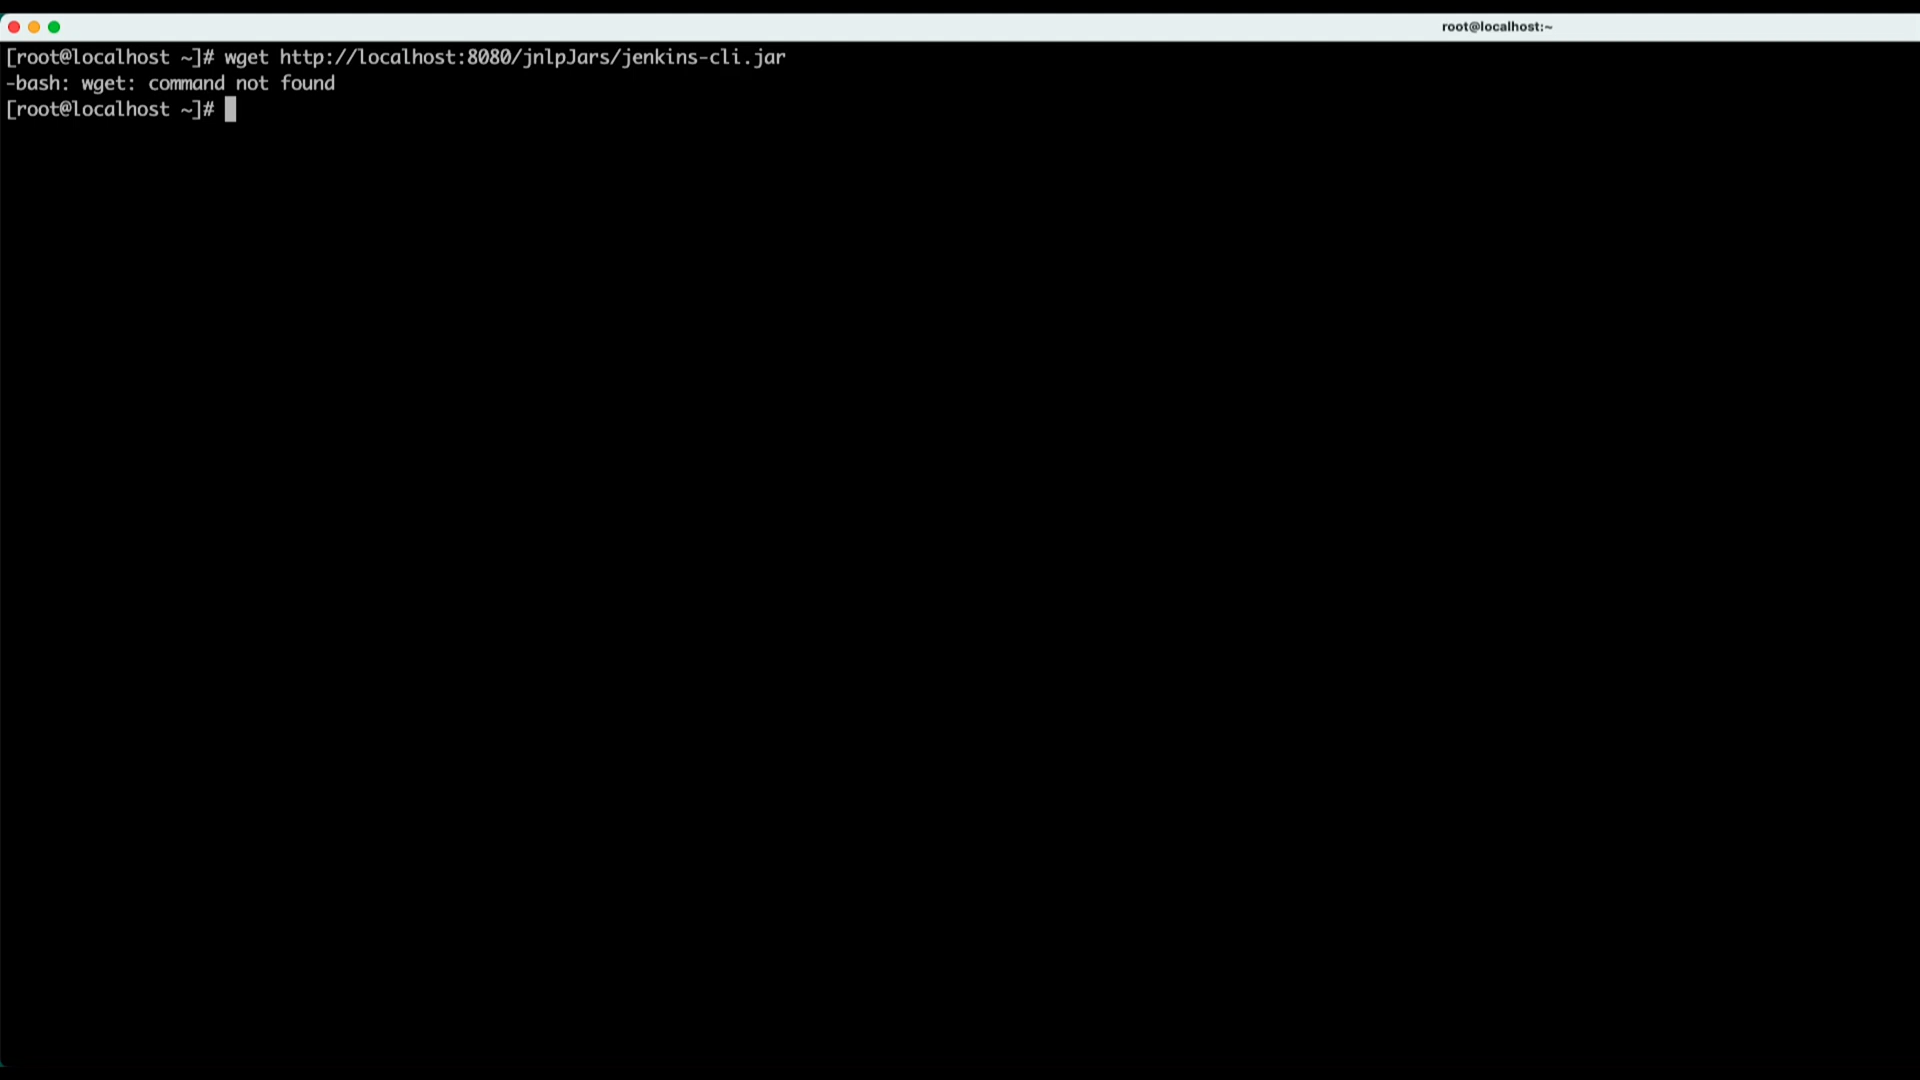 root@localhost:~
[root@localhost ~]# wget http://localhost:8080/jnlpJars/jenkins-cli.jar
-bash: wget: command not found
[root@localhost ~]#